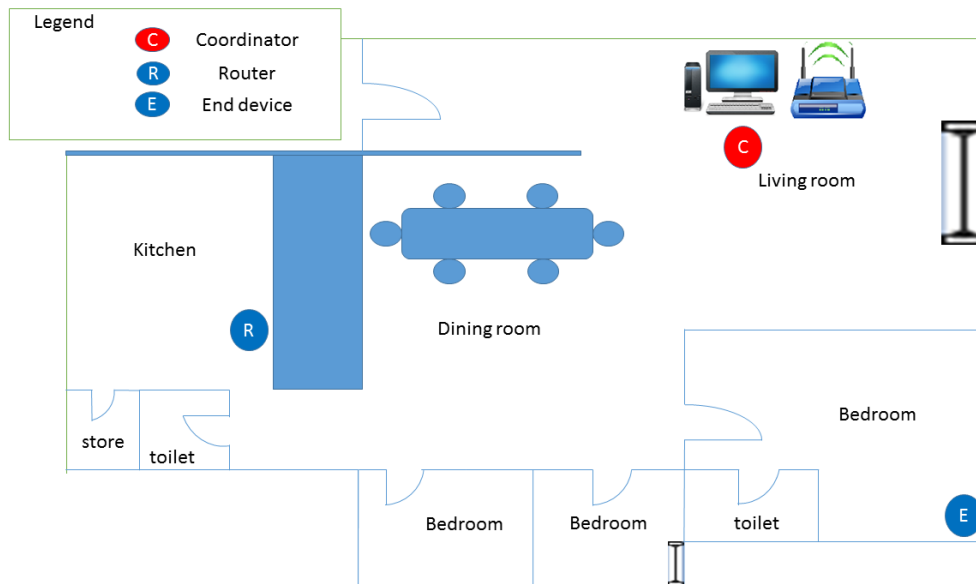 Legend
C Coordinator
R Router
E End device
C
Living room
Kitchen
R
Dining room
Bedroom
store
toilet
E
Bedroom
Bedroom
toilet